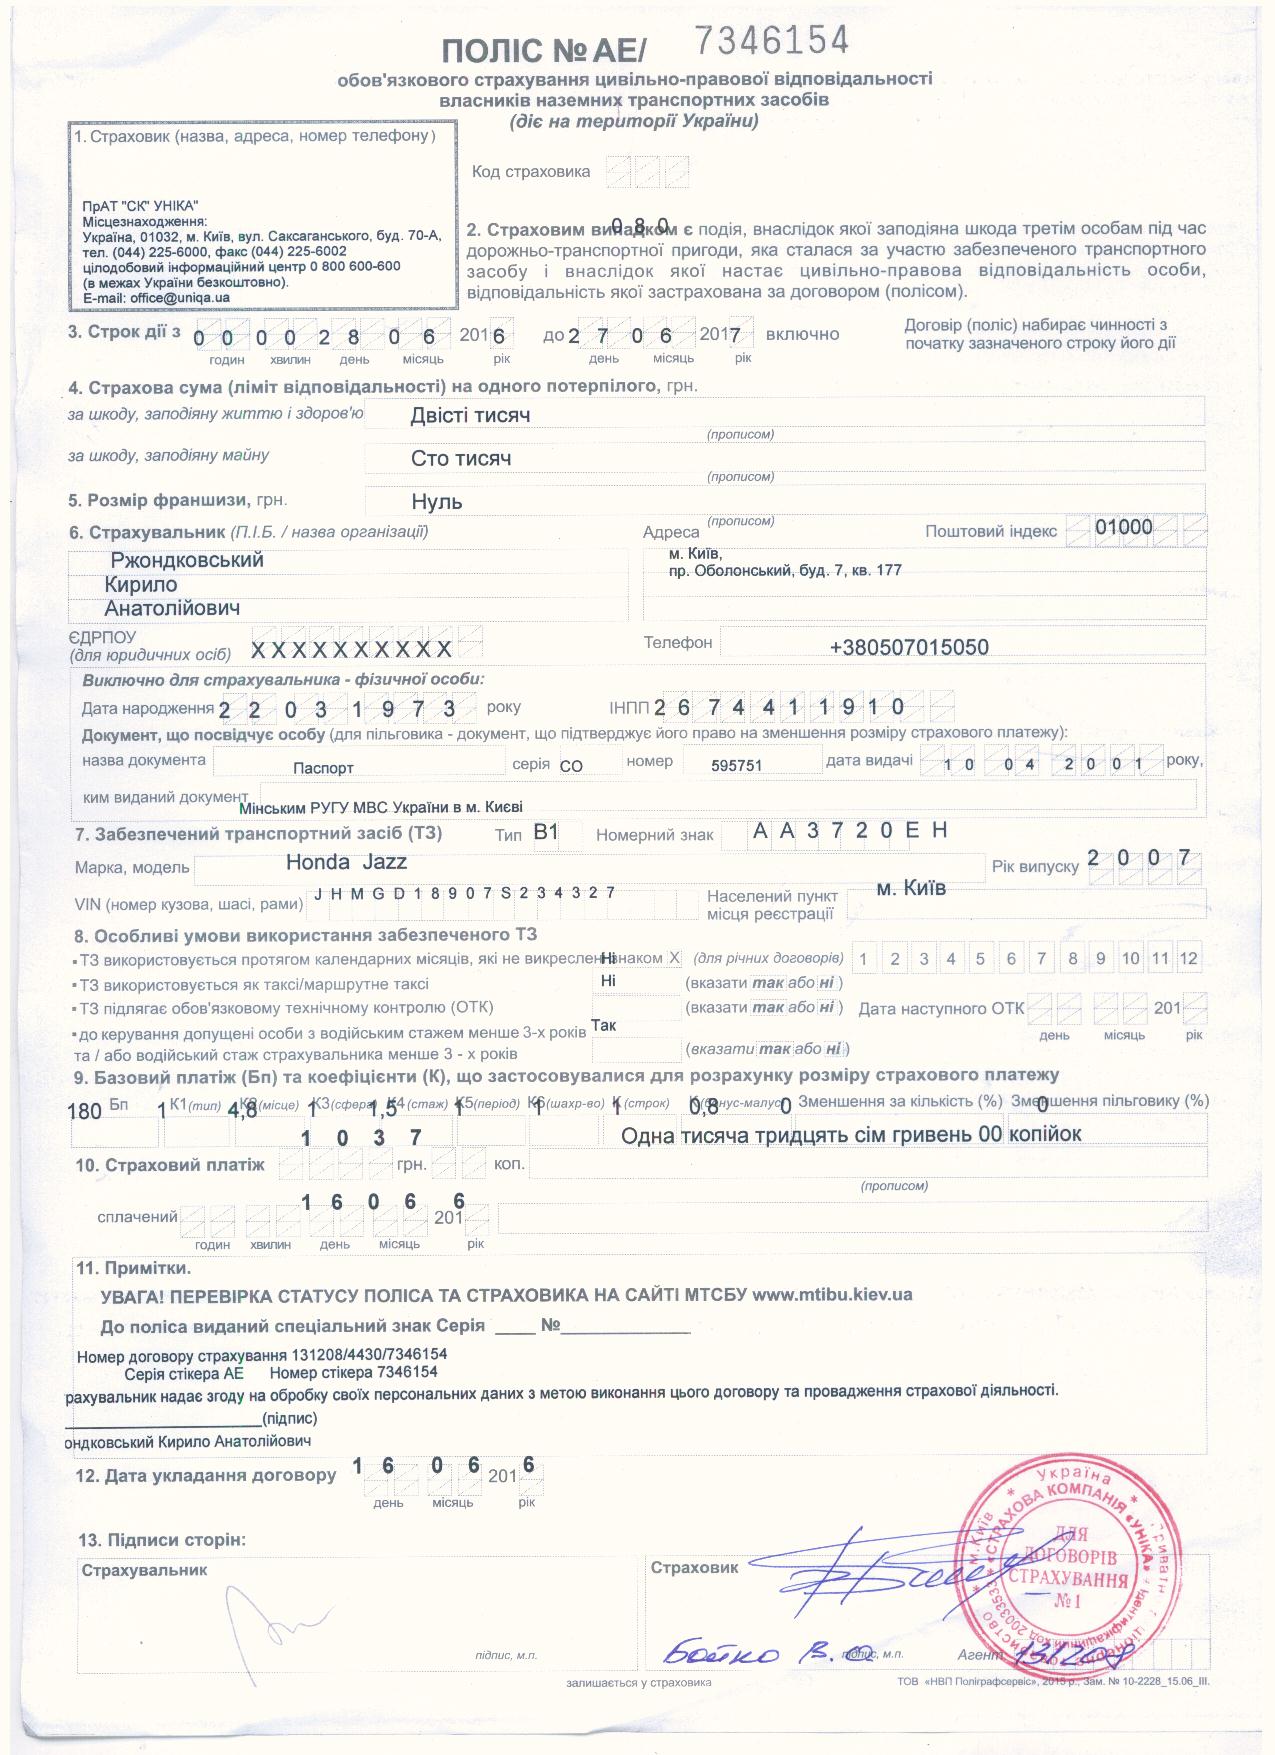 ПОЛІС № АЕ/ 7346154
обов'язкового страхування цивільно-правової відповідальності
власників наземних транспортних засобів
(діє на території України)
1. Страховик (назва, адреса, номер телефону)
ПрАТ "СК" УНІКА"
Місцезнаходження:
Україна, 01032, м. Київ, вул. Саксаганського, буд. 70-А,
тел. (044) 225-6000, факс (044) 225-6002
цілодобовий інформаційний центр 0 800 600-600
(в межах України безкоштовно).
E-mail: office@uniqa.ua
Код страховика
0 8 0
2. Страховим випадком є подія, внаслідок якої заподіяна шкода третім особам під час
дорожньо-транспортної пригоди, яка сталася за участю забезпеченого транспортного
засобу і внаслідок якої настає цивільно-правова відповідальність особи,
відповідальність якої застрахована за договором (полісом).
3. Строк дії з 0 0 0 0 2 8 0 6 2016 до 2 7 0 6 2017 включно
годин хвилин день місяць рік день місяць рік
Договір (поліс) набирає чинності з
початку зазначеного строку його дії
4. Страхова сума (ліміт відповідальності) на одного потерпілого, грн.
за шкоду, заподіяну життю і здоров'ю Двісті тисяч
(прописом)
за шкоду, заподіяну майну Сто тисяч
(прописом)
5. Розмір франшизи, грн. Нуль
(прописом)
6. Страхувальник (П.І.Б. / назва організації) Адреса Поштовий індекс 01000
Ржондковський
Кирило
Анатолійович
м. Київ,
пр. Оболонський, буд. 7, кв. 177
ЄДРПОУ
(для юридичних осіб) X X X X X X X X X X
Телефон +380507015050
Виключно для страхувальника - фізичної особи:
Дата народження 2 2 0 3 1 9 7 3 року ІНПП 2 6 7 4 4 1 1 9 1 0
Документ, що посвідчує особу (для пільговика - документ, що підтверджує його право на зменшення розміру страхового платежу):
назва документа Паспорт серія СО номер 595751 дата видачі 1 0 0 4 2 0 0 1 року,
ким виданий документ Мінським РУГУ МВС України в м. Києві
7. Забезпечений транспортний засіб (ТЗ) Тип B1 Номерний знак А А 3 7 2 0 Е Н
Марка, модель Honda Jazz Рік випуску 2 0 0 7
VIN (номер кузова, шасі, рами) J H M G D 1 8 9 0 7 S 2 3 4 3 2 7
Населений пункт
місця реєстрації м. Київ
8. Особливі умови використання забезпеченого ТЗ
▪ТЗ використовується протягом календарних місяців, які не викреслені знаком X (для річних договорів) 1 2 3 4 5 6 7 8 9 10 11 12
Ні
▪ТЗ використовується як таксі/маршрутне таксі Ні (вказати так або ні )
▪ТЗ підлягає обов'язковому технічному контролю (ОТК) (вказати так або ні ) Дата наступного ОТК 201
▪до керування допущені особи з водійським стажем менше 3-х років Так день місяць рік
та / або водійський стаж страхувальника менше 3 - х років (вказати так або ні )
9. Базовий платіж (Бп) та коефіцієнти (К), що застосовувалися для розрахунку розміру страхового платежу
Бп К1(тип) К2(місце) К3(сфера) К4(стаж) К5(період) К6(шахр-во) К (строк) К(бонус-малус) Зменшення за кількість (%) Зменшення пільговику (%)
180 1 4,8 1 1,5 1 1 1 0,8 0 0
1 0 3 7 Одна тисяча тридцять сім гривень 00 копійок
10. Страховий платіж грн. коп.
(прописом)
1 6 0 6 6
сплачений 201
годин хвилин день місяць рік
11. Примітки.
УВАГА! ПЕРЕВІРКА СТАТУСУ ПОЛІСА ТА СТРАХОВИКА НА САЙТІ МТСБУ www.mtibu.kiev.ua
До поліса виданий спеціальний знак Серія _____ №________________
Номер договору страхування 131208/4430/7346154
Серія стікера АЕ Номер стікера 7346154
рахувальник надає згоду на обробку своїх персональних даних з метою виконання цього договору та провадження страхової діяльності.
________________________(підпис)
ондковський Кирило Анатолійович
12. Дата укладання договору 1 6 0 6 2016
день місяць рік
13. Підписи сторін:
Страхувальник
підпис, м.п.
Страховик
Бойко В. О
підпис, м.п.
Агент
Україна
м.Київ
«СТРАХОВА КОМПАНІЯ «УНІКА»
ідентифікаційний код 20033533
ДЛЯ
ДОГОВОРІВ
СТРАХУВАННЯ
№1
залишається у страховика
ТОВ «НВП Поліграфсервіс», 2015 р., Зам. № 10-2228_15.06_III.